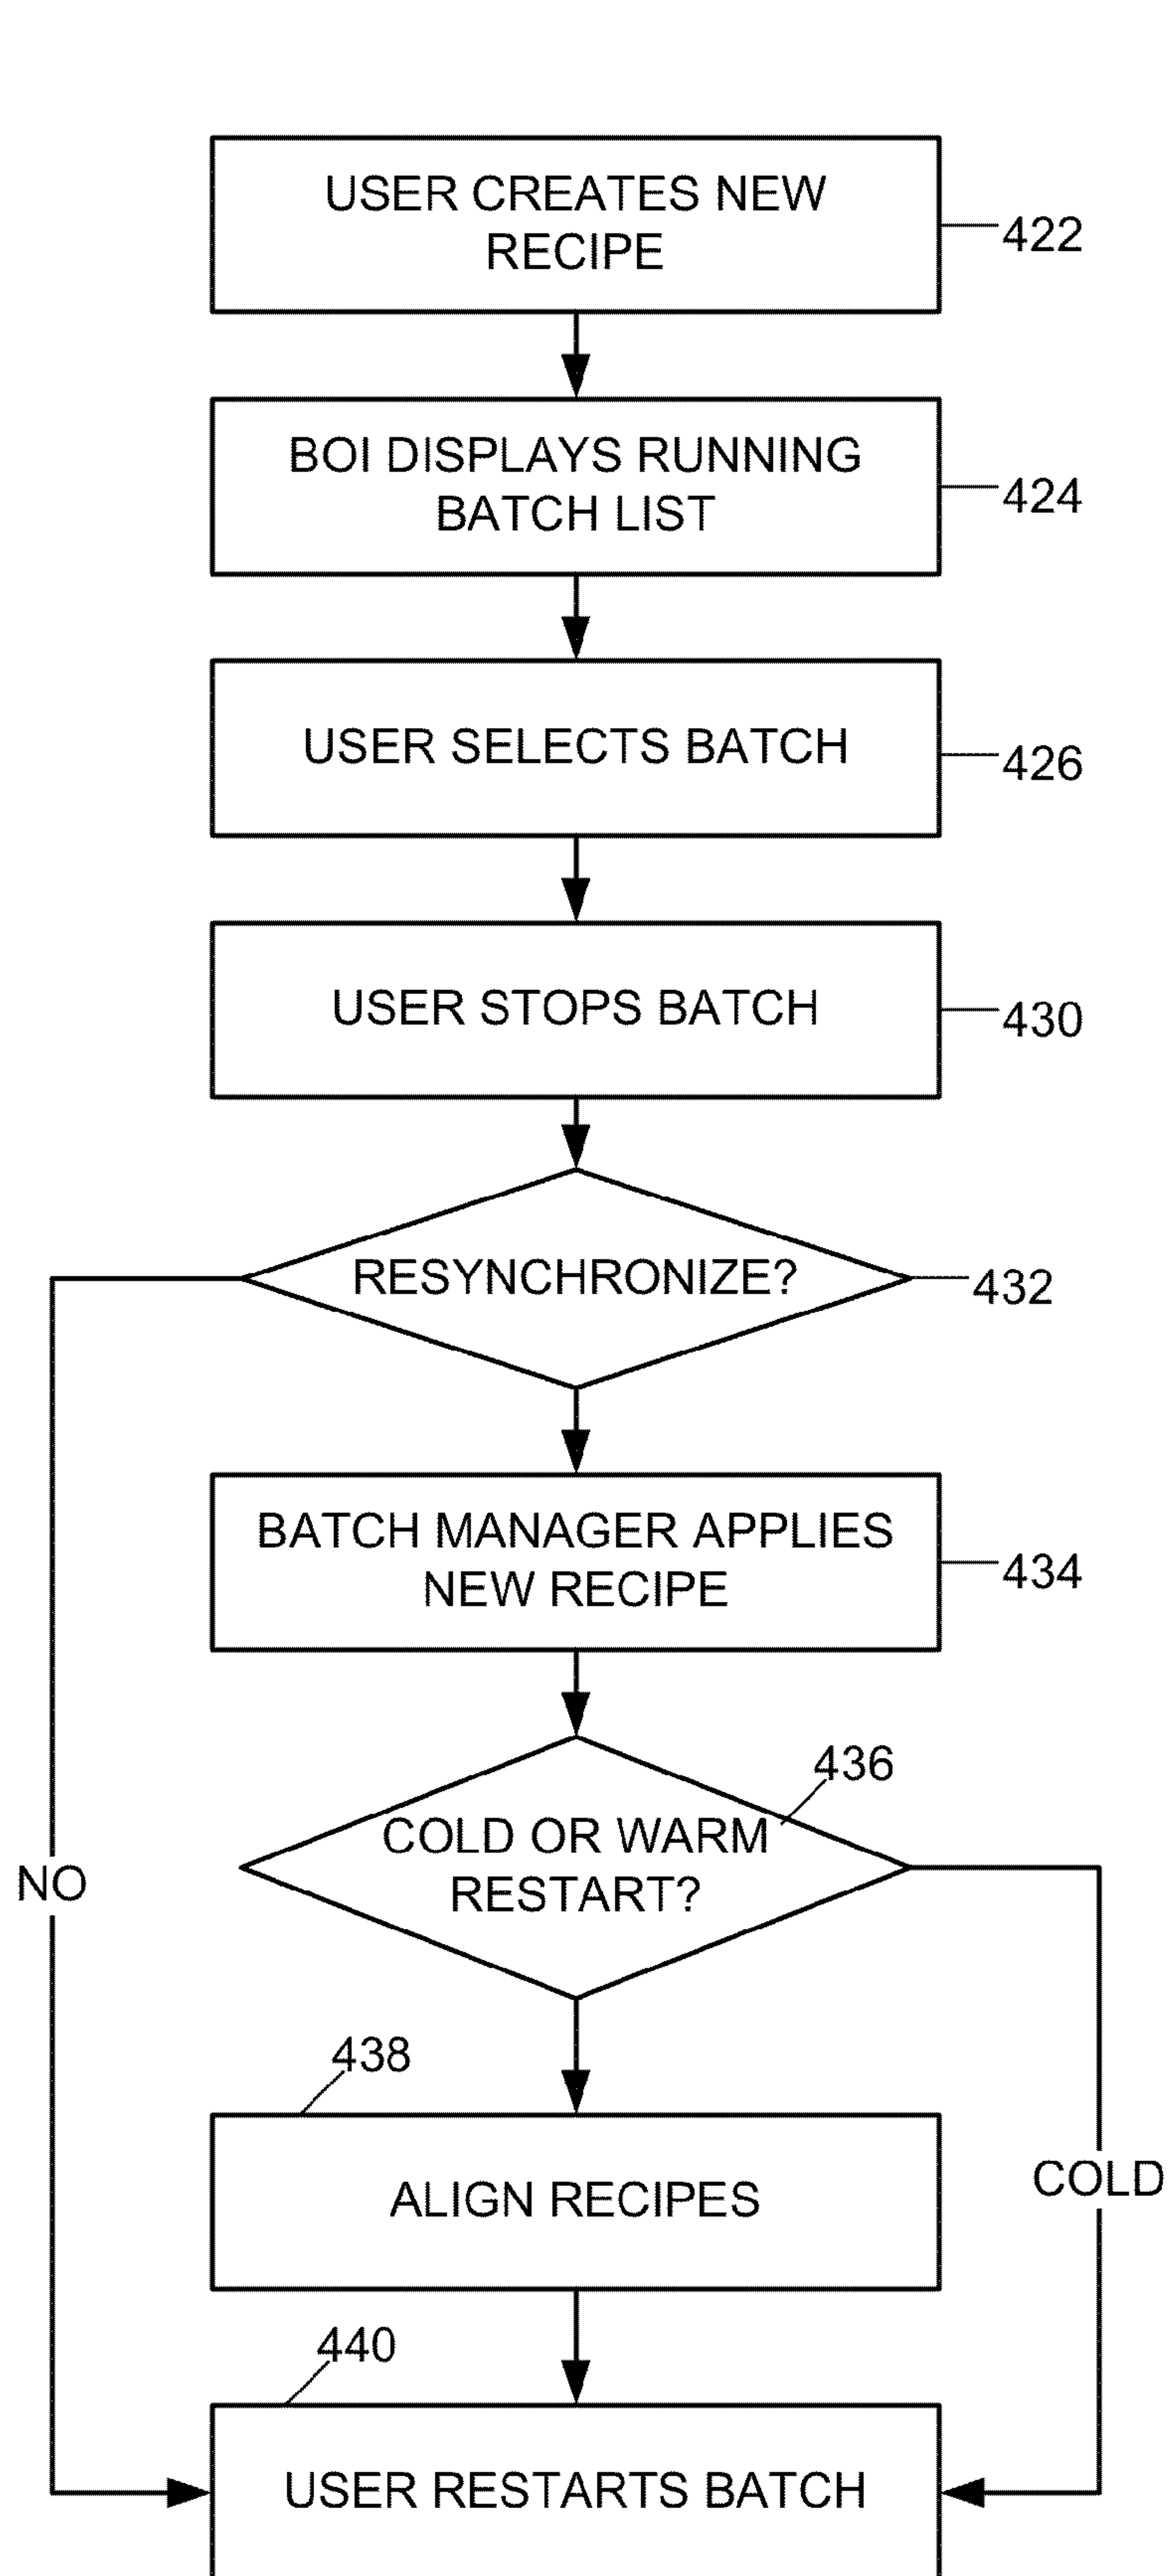 USER CREATES NEW
RECIPE
422
BOI DISPLAYS RUNNING
BATCH LIST
424
USER SELECTS BATCH
426
USER STOPS BATCH
430
RESYNCHRONIZE?
432
BATCH MANAGER APPLIES
NEW RECIPE
434
436
COLD OR WARM
RESTART?
NO
438
ALIGN RECIPES
COLD
440
USER RESTARTS BATCH